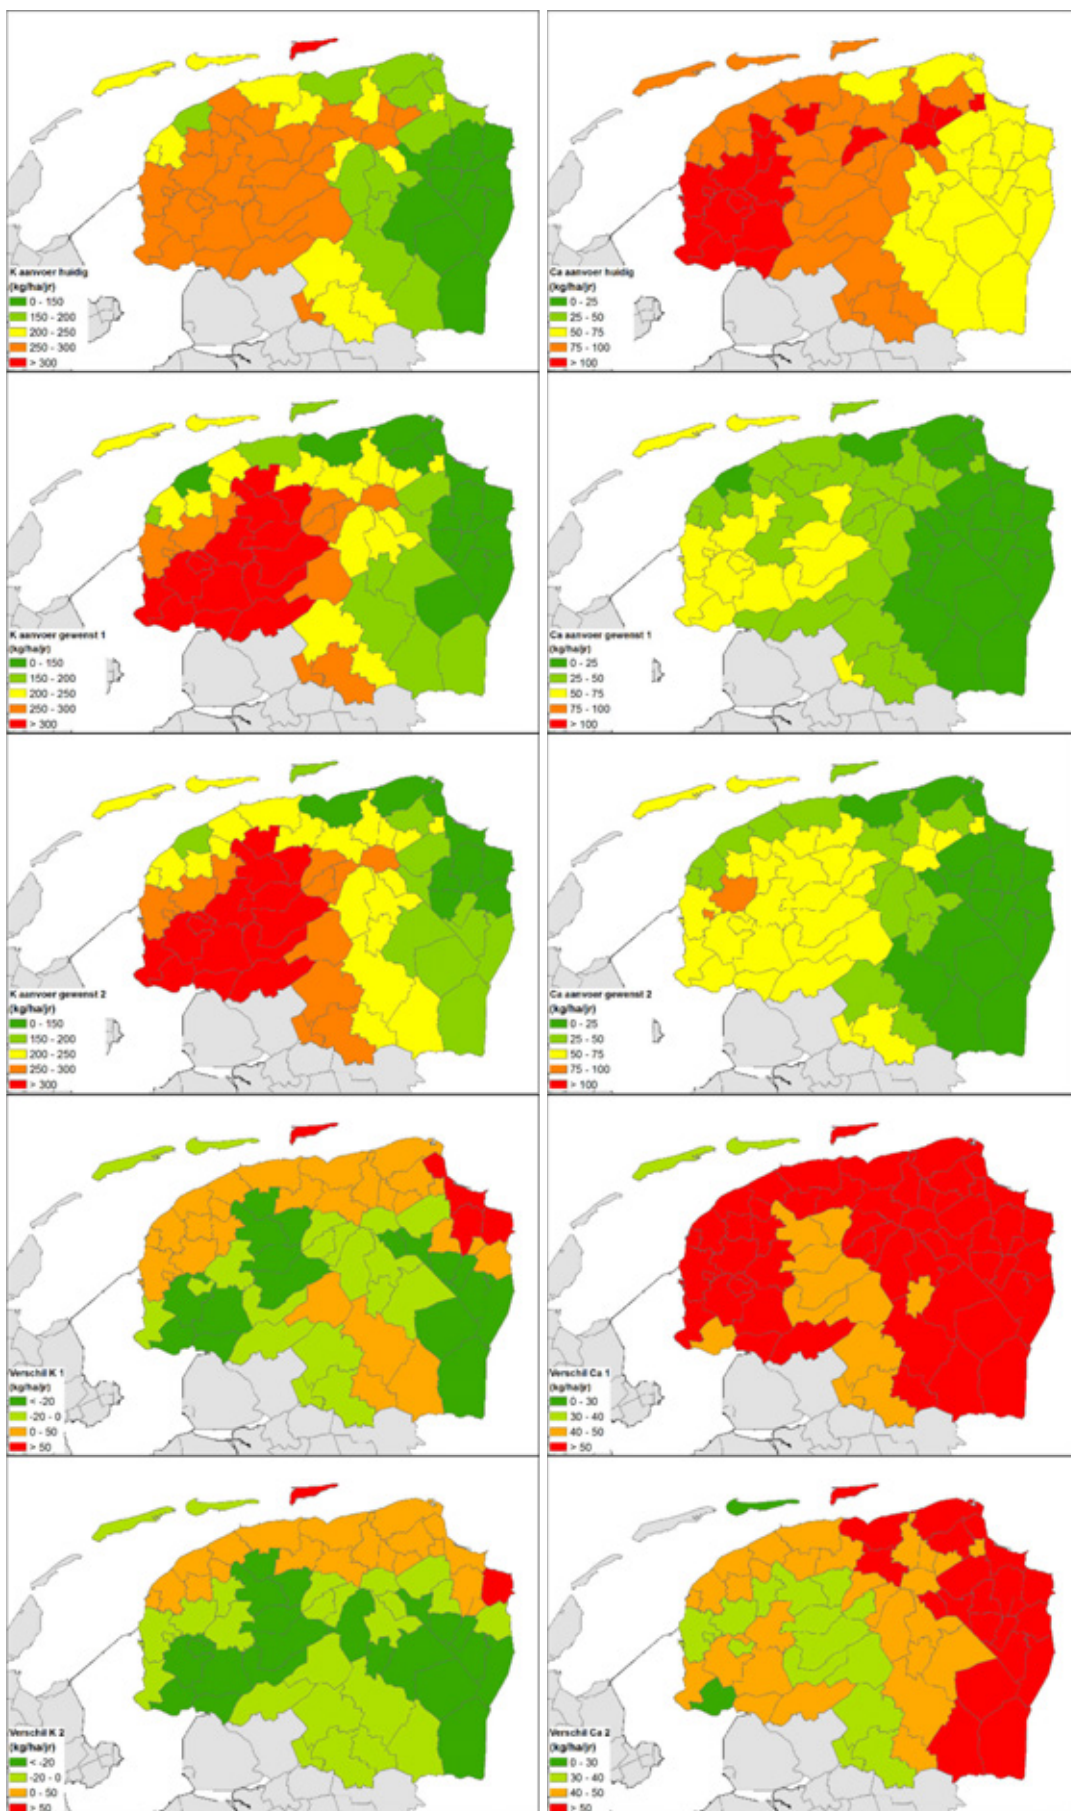 K aanvoer huidig
(kg/ha/jr)
0 - 150
150 - 200
200 - 250
250 - 300
> 300
Ca aanvoer huidig
(kg/ha/jr)
0 - 25
25 - 50
50 - 75
75 - 100
> 100
K aanvoer gewenst 1
(kg/ha/jr)
0 - 150
150 - 200
200 - 250
250 - 300
> 300
Ca aanvoer gewenst 1
(kg/ha/jr)
0 - 25
25 - 50
50 - 75
75 - 100
> 100
K aanvoer gewenst 2
(kg/ha/jr)
0 - 150
150 - 200
200 - 250
250 - 300
> 300
Ca aanvoer gewenst 2
(kg/ha/jr)
0 - 25
25 - 50
50 - 75
75 - 100
> 100
Verschil K 1
(kg/ha/jr)
< -20
-20 - 0
0 - 50
> 50
Verschil Ca 1
(kg/ha/jr)
0 - 30
30 - 40
40 - 50
> 50
Verschil K 2
(kg/ha/jr)
< -20
-20 - 0
0 - 50
> 50
Verschil Ca 2
(kg/ha/jr)
0 - 30
30 - 40
40 - 50
> 50